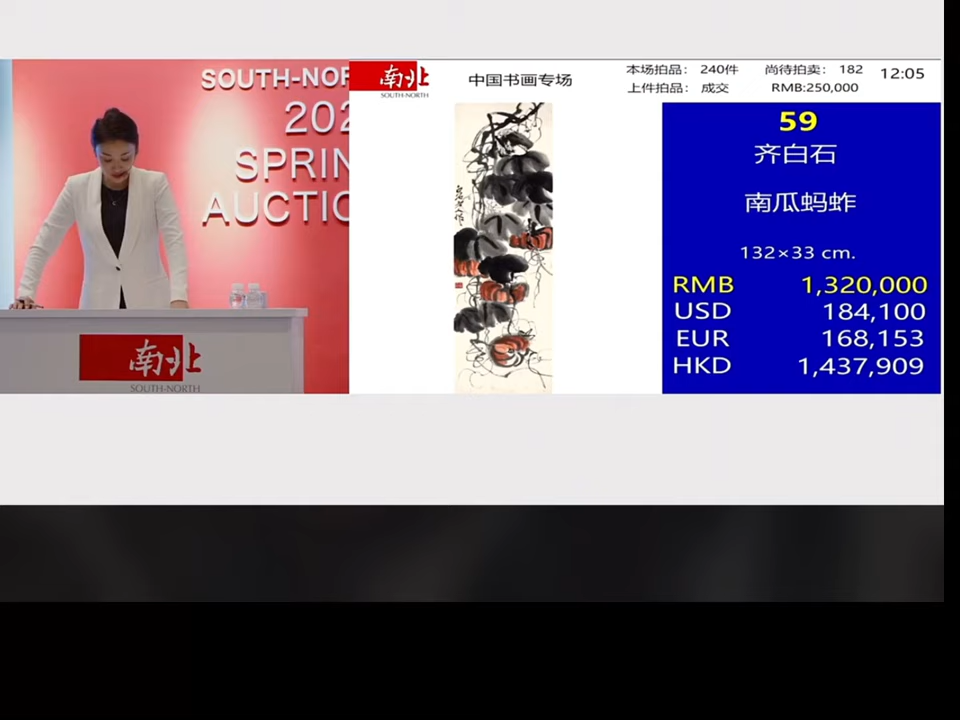 SOUTH-NOR
202
SPRIN
AUCTIO
南北
SOUTH-NORTH
南北
SOUTH-NORTH
中国书画专场
本场拍品: 240件 尚待拍卖: 182
上件拍品: 成交 RMB:250,000
12:05
59
齐白石
南瓜蚂蚱
132×33 cm.
RMB 1,320,000
USD 184,100
EUR 168,153
HKD 1,437,909